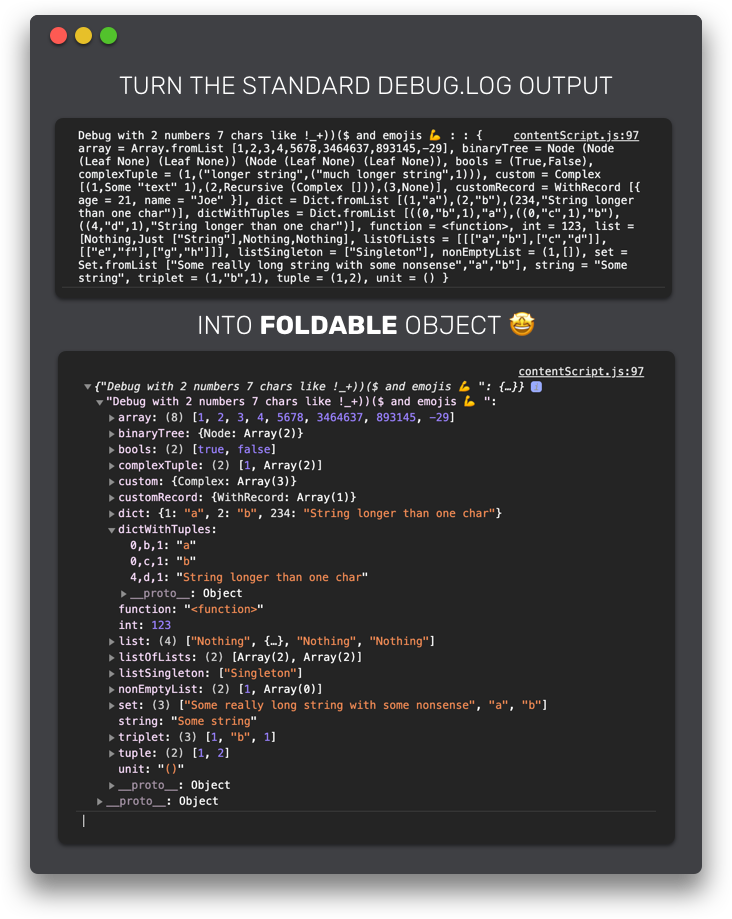 TURN THE STANDARD DEBUG.LOG OUTPUT
Debug with 2 numbers 7 chars like !_+))($ and emojis 💪 : : { contentScript.js:97
array = Array.fromList [1,2,3,4,5678,3464637,893145,-29], binaryTree = Node (Node
(Leaf None) (Leaf None)) (Node (Leaf None) (Leaf None)), bools = (True,False),
complexTuple = (1,("longer string",("much longer string",1))), custom = Complex
[(1,Some "text" 1),(2,Recursive (Complex [])),(3,None)], customRecord = WithRecord [{
age = 21, name = "Joe" }], dict = Dict.fromList [(1,"a"),(2,"b"),(234,"String longer
than one char")], dictWithTuples = Dict.fromList [((0,"b",1),"a"),((0,"c",1),"b"),
((4,"d",1),"String longer than one char")], function = <function>, int = 123, list =
[Nothing,Just ["String"],Nothing,Nothing], listOfLists = [[["a","b"],["c","d"]],
[["e","f"],["g","h"]]], listSingleton = ["Singleton"], nonEmptyList = (1,[]), set =
Set.fromList ["Some really long string with some nonsense","a","b"], string = "Some
string", triplet = (1,"b",1), tuple = (1,2), unit = () }
INTO FOLDABLE OBJECT 🤩
contentScript.js:97
▼{"Debug with 2 numbers 7 chars like !_+))($ and emojis 💪 ": {…}} i
▼"Debug with 2 numbers 7 chars like !_+))($ and emojis 💪 ":
▶array: (8) [1, 2, 3, 4, 5678, 3464637, 893145, -29]
▶binaryTree: {Node: Array(2)}
▶bools: (2) [true, false]
▶complexTuple: (2) [1, Array(2)]
▶custom: {Complex: Array(3)}
▶customRecord: {WithRecord: Array(1)}
▶dict: {1: "a", 2: "b", 234: "String longer than one char"}
▼dictWithTuples:
0,b,1: "a"
0,c,1: "b"
4,d,1: "String longer than one char"
▶__proto__: Object
function: "<function>"
int: 123
▶list: (4) ["Nothing", {…}, "Nothing", "Nothing"]
▶listOfLists: (2) [Array(2), Array(2)]
▶listSingleton: ["Singleton"]
▶nonEmptyList: (2) [1, Array(0)]
▶set: (3) ["Some really long string with some nonsense", "a", "b"]
string: "Some string"
▶triplet: (3) [1, "b", 1]
▶tuple: (2) [1, 2]
unit: "()"
▶__proto__: Object
▶__proto__: Object